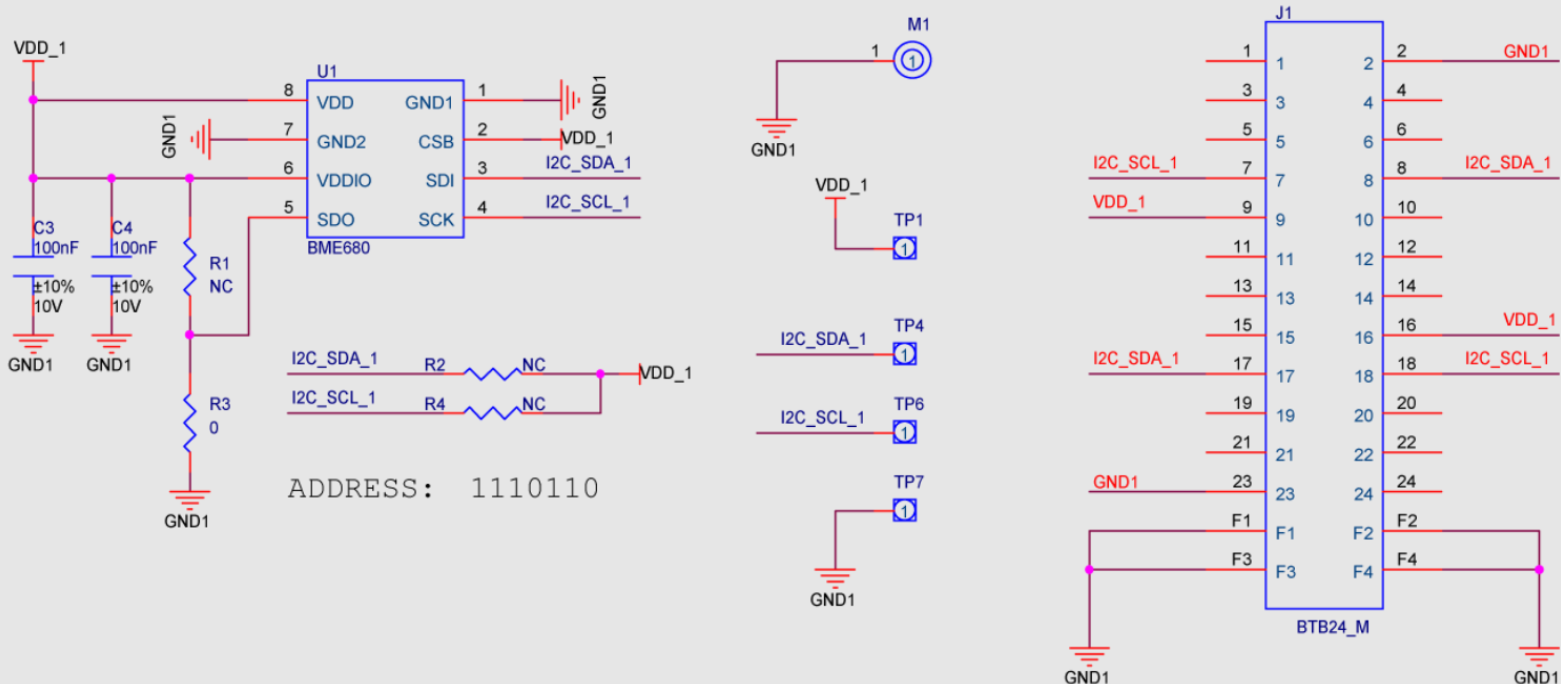 VDD_1
U1
8 VDD GND1 1 GND1
GND1 7 GND2 CSB 2 VDD_1
6 VDDIO SDI 3 I2C_SDA_1
5 SDO SCK 4 I2C_SCL_1
BME680
C3
100nF
±10%
10V
GND1
C4
100nF
±10%
10V
GND1
R1
NC
R3
0
GND1
I2C_SDA_1 R2 NC VDD_1
I2C_SCL_1 R4 NC
ADDRESS: 1110110
M1
1 1
GND1
VDD_1
TP1
1
TP4
I2C_SDA_1 1
TP6
I2C_SCL_1 1
TP7
1
GND1
J1
1 1 2 2 GND1
3 3 4 4
5 5 6 6
I2C_SCL_1 7 7 8 8 I2C_SDA_1
VDD_1 9 9 10 10
11 11 12 12
13 13 14 14
15 15 16 16 VDD_1
I2C_SDA_1 17 17 18 18 I2C_SCL_1
19 19 20 20
21 21 22 22
GND1 23 23 24 24
F1 F1 F2 F2
F3 F3 F4 F4
BTB24_M
GND1 GND1